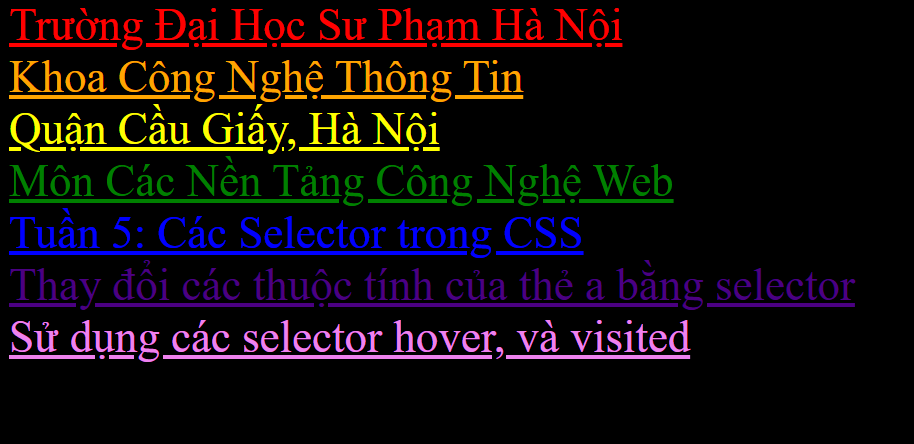 Trường Đại Học Sư Phạm Hà Nội
Khoa Công Nghệ Thông Tin
Quận Cầu Giấy, Hà Nội
Môn Các Nền Tảng Công Nghệ Web
Tuần 5: Các Selector trong CSS
Thay đổi các thuộc tính của thẻ a bằng selector
Sử dụng các selector hover, và visited